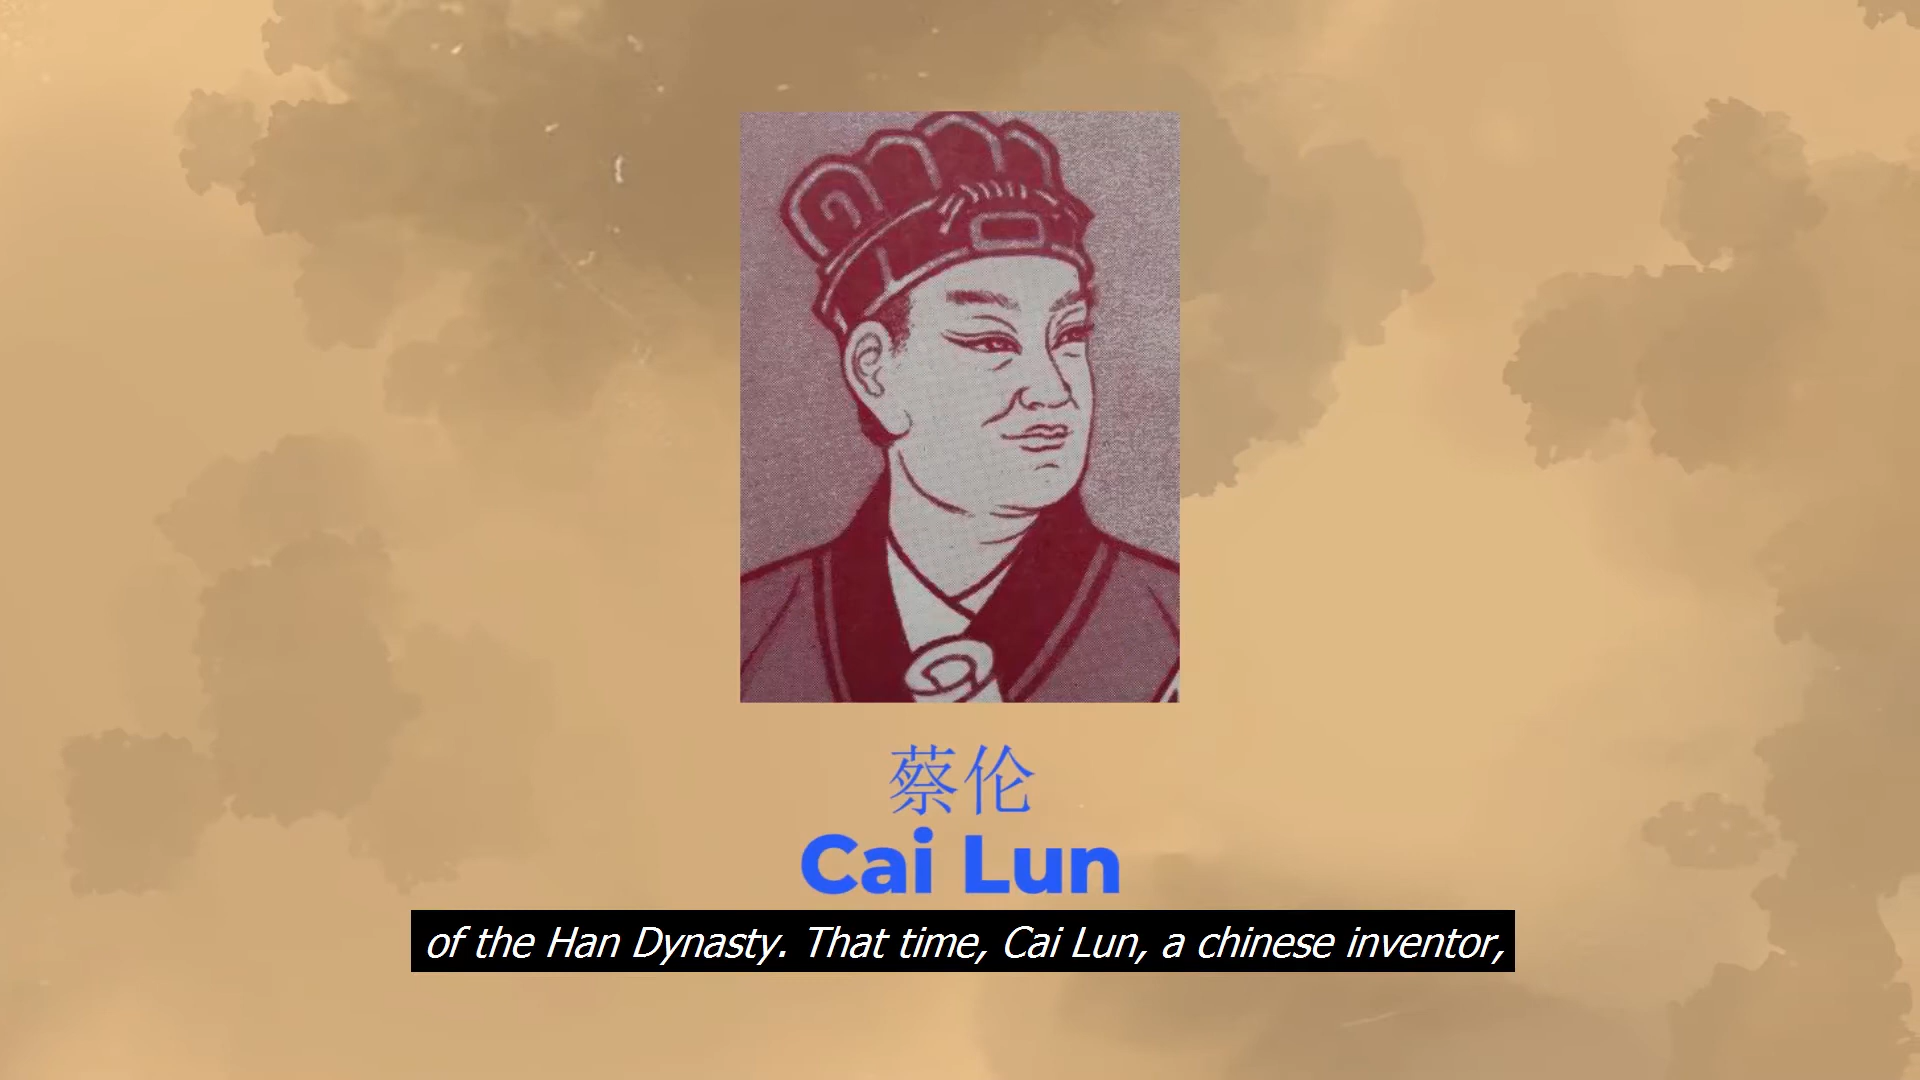 蔡伦
Cai Lun
of the Han Dynasty. That time, Cai Lun, a chinese inventor,